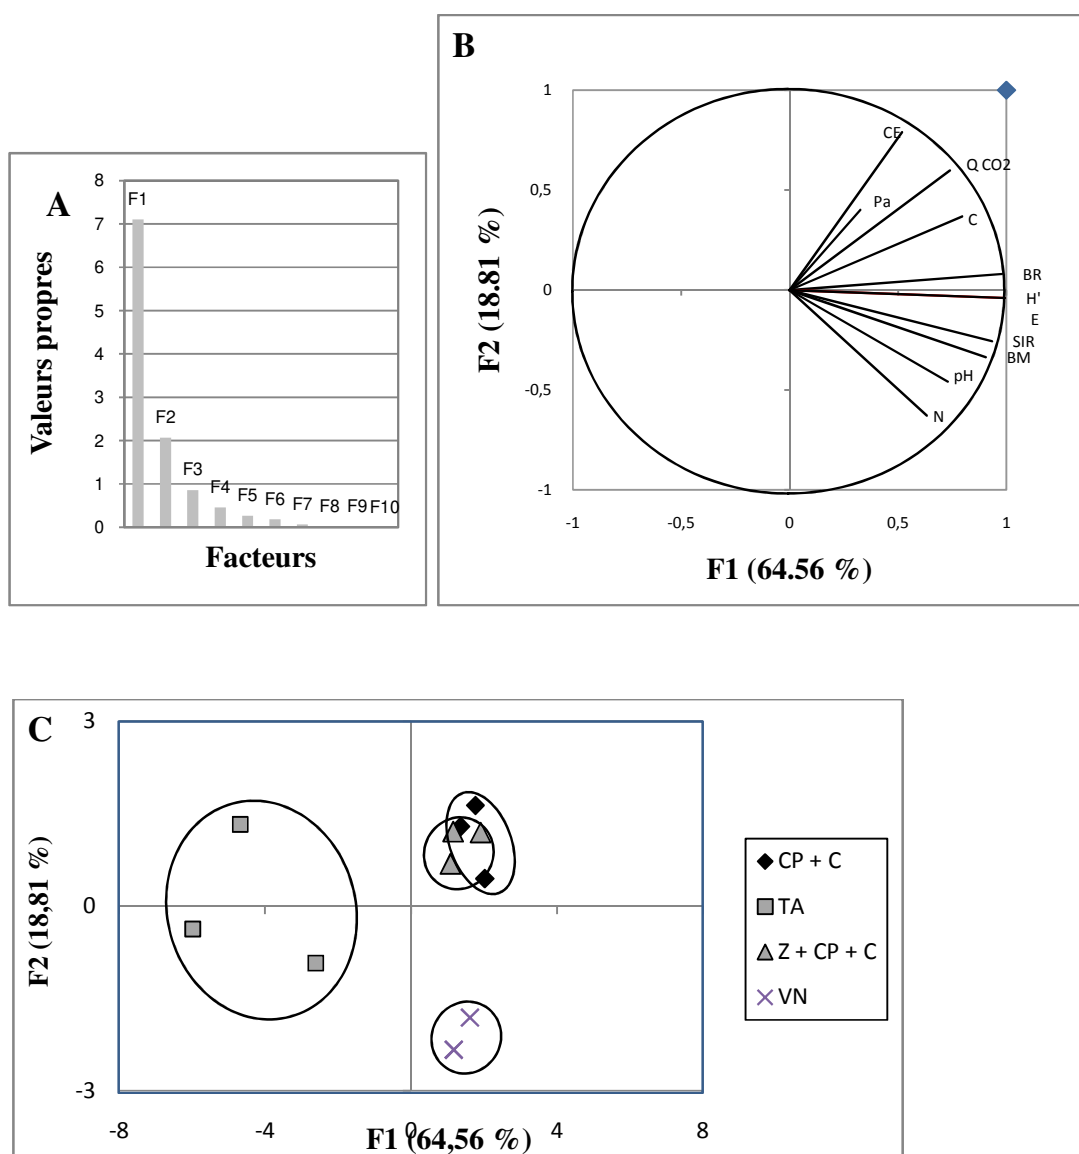 A
Valeurs propres
8
7
6
5
4
3
2
1
0
F1
F2
F3
F4
F5
F6
F7
F8
F9
F10
Facteurs
B
F2 (18.81 %)
1
0,5
0
-0,5
-1
CE
Q CO2
Pa
C
BR
H'
E
SIR
BM
pH
N
-1
-0,5
0
0,5
1
F1 (64.56 %)
C
F2 (18,81 %)
3
0
-3
-8
-4
0
4
8
F1 (64,56 %)
CP + C
TA
Z + CP + C
VN